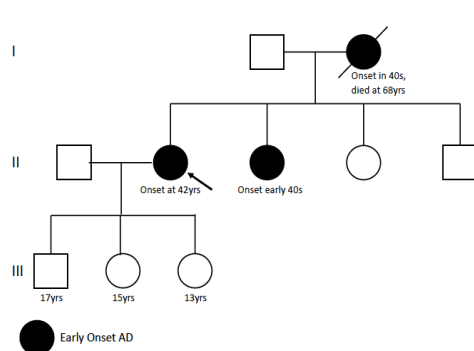 I
Onset in 40s,
died at 68yrs
II
Onset at 42yrs
Onset early 40s
III
17yrs
15yrs
13yrs
Early Onset AD